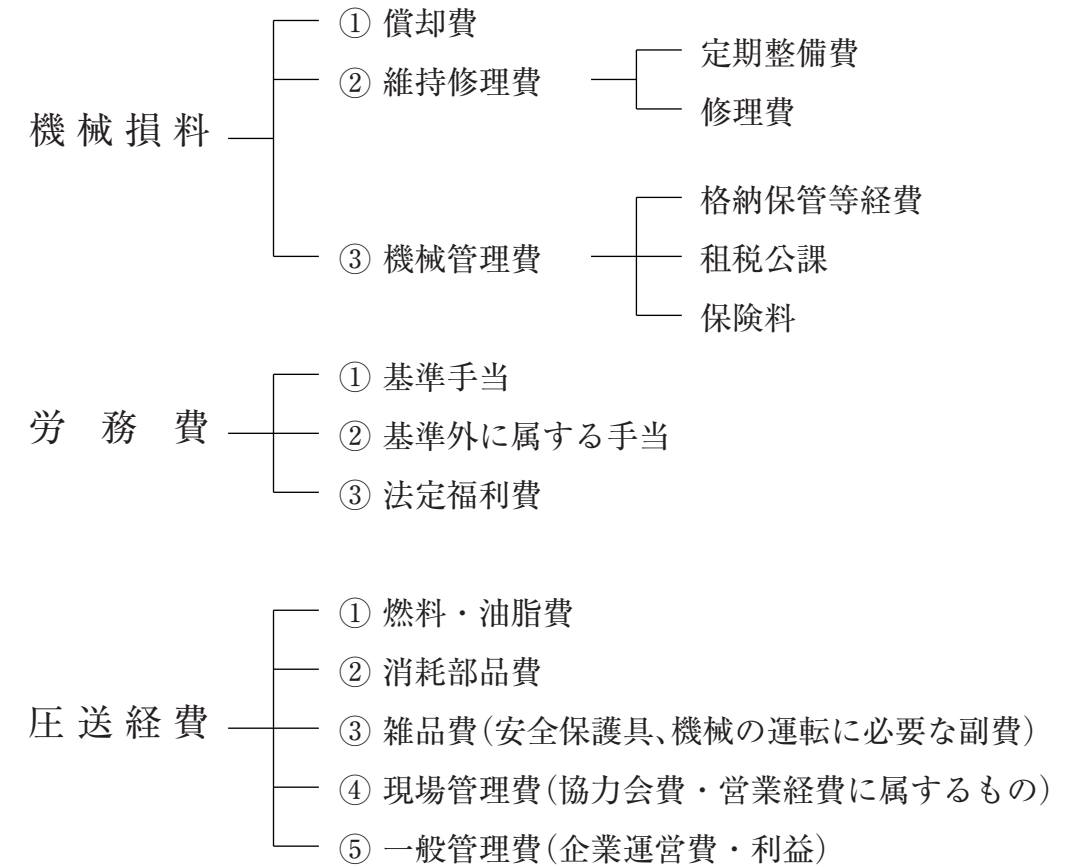 ① 償却費
定期整備費
② 維持修理費
修理費
機械損料
格納保管等経費
③ 機械管理費
租税公課
保険料
① 基準手当
労務費
② 基準外に属する手当
③ 法定福利費
① 燃料・油脂費
② 消耗部品費
圧送経費
③ 雑品費(安全保護具、機械の運転に必要な副費)
④ 現場管理費(協力会費・営業経費に属するもの)
⑤ 一般管理費(企業運営費・利益)